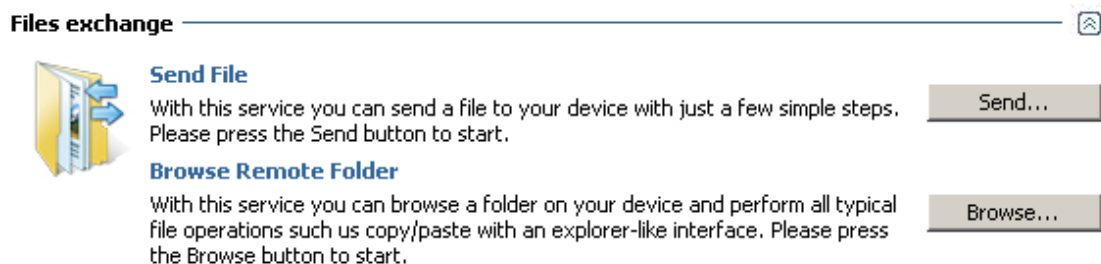 Files exchange
Send File
With this service you can send a file to your device with just a few simple steps.
Send...
Please press the Send button to start.
Browse Remote Folder
With this service you can browse a folder on your device and perform all typical
Browse...
file operations such us copy/paste with an explorer-like interface. Please press
the Browse button to start.